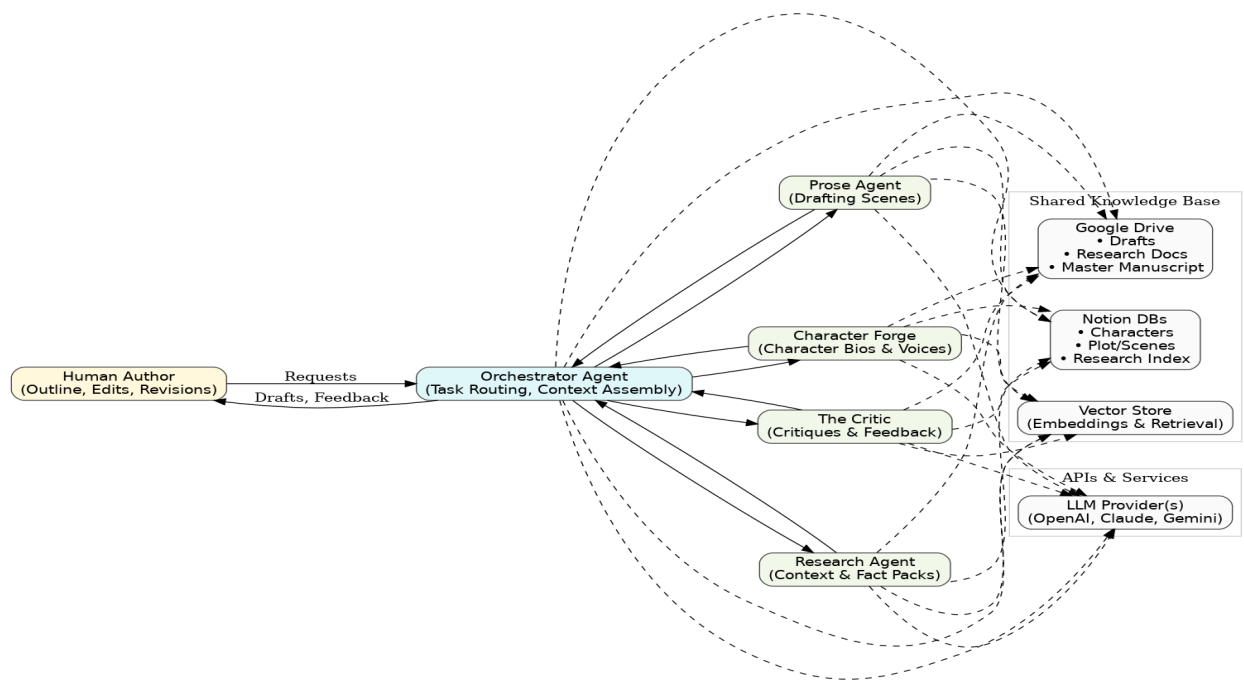 Prose Agent
(Drafting Scenes)
Shared Knowledge Base
Google Drive
• Drafts
• Research Docs
• Master Manuscript
Notion DBs
• Characters
• Plot/Scenes
• Research Index
Character Forge
(Character Bios & Voices)
Human Author
(Outline, Edits, Revisions)
Requests
Drafts, Feedback
Orchestrator Agent
(Task Routing, Context Assembly)
The Critic
(Critiques & Feedback)
Vector Store
(Embeddings & Retrieval)
APIs & Services
LLM Provider(s)
(OpenAI, Claude, Gemini)
Research Agent
(Context & Fact Packs)